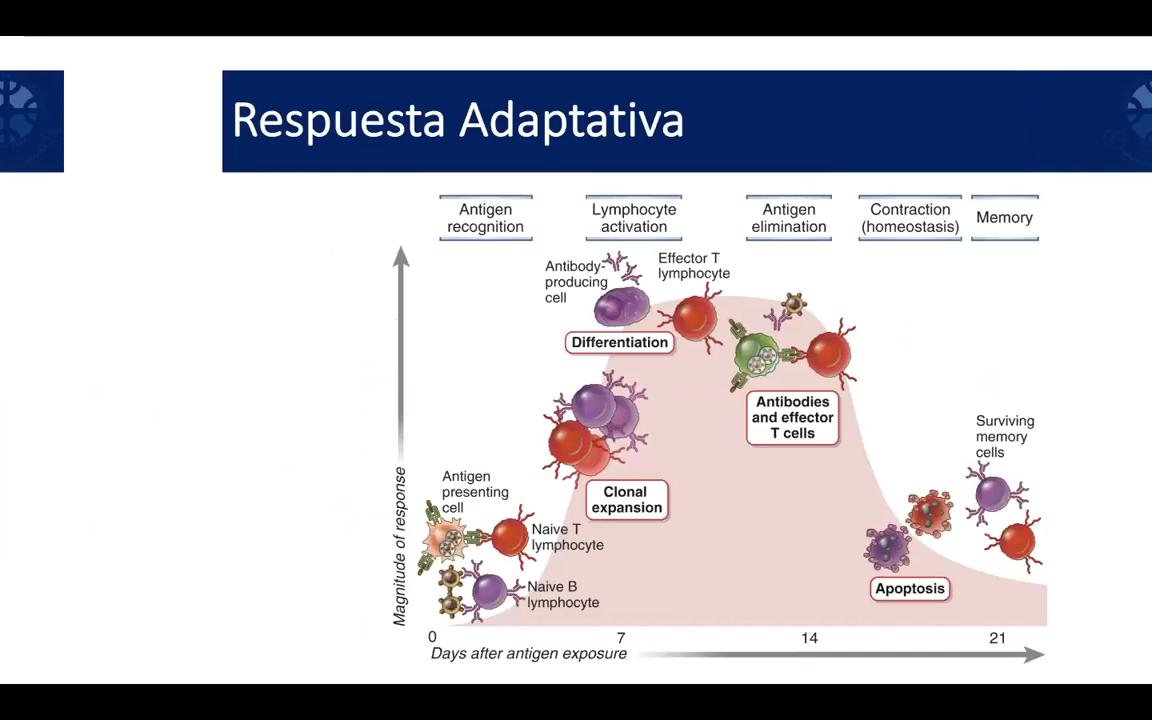 Respuesta Adaptativa
Antigen
recognition
Lymphocyte
activation
Antigen
elimination
Contraction
(homeostasis)
Memory
Antibody-
producing
cell
Effector T
lymphocyte
Differentiation
Antibodies
and effector
T cells
Surviving
memory
cells
Clonal
expansion
Antigen
presenting
cell
Naive T
lymphocyte
Naive B
lymphocyte
Apoptosis
Magnitude of response
0
7
14
21
Days after antigen exposure